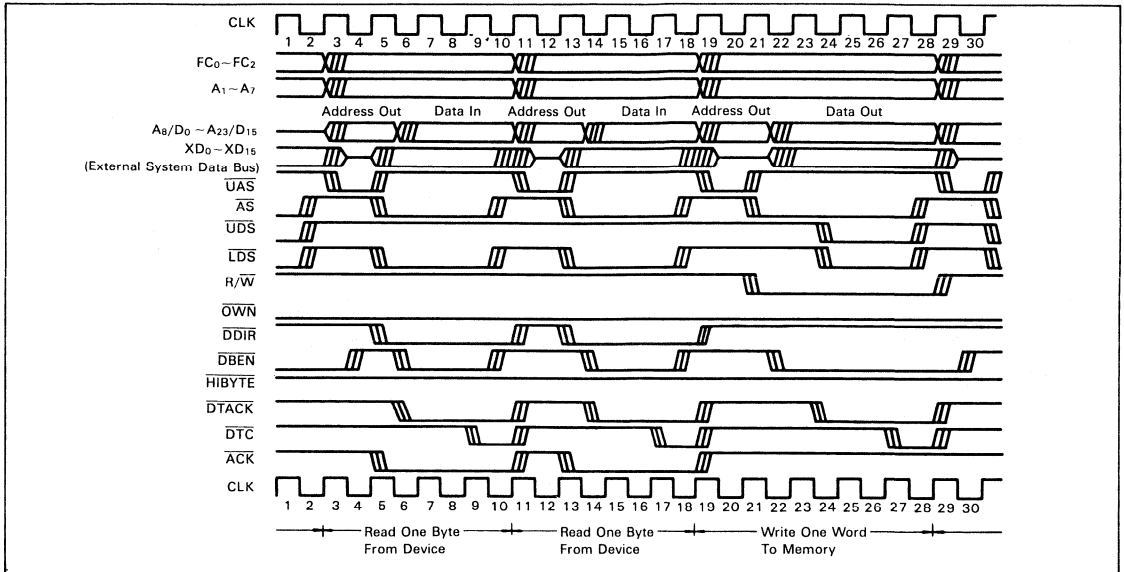 CLK
1 2 3 4 5 6 7 8 9 10 11 12 13 14 15 16 17 18 19 20 21 22 23 24 25 26 27 28 29 30
FC0~FC2
A1~A7
Address Out Data In Address Out Data In Address Out Data Out
A8/D0~A23/D15
XD0~XD15
(External System Data Bus)
UAS
AS
UDS
LDS
R/W
OWN
DDIR
DBEN
HIBYTE
DTACK
DTC
ACK
CLK
1 2 3 4 5 6 7 8 9 10 11 12 13 14 15 16 17 18 19 20 21 22 23 24 25 26 27 28 29 30
Read One Byte Read One Byte Write One Word
From Device From Device To Memory